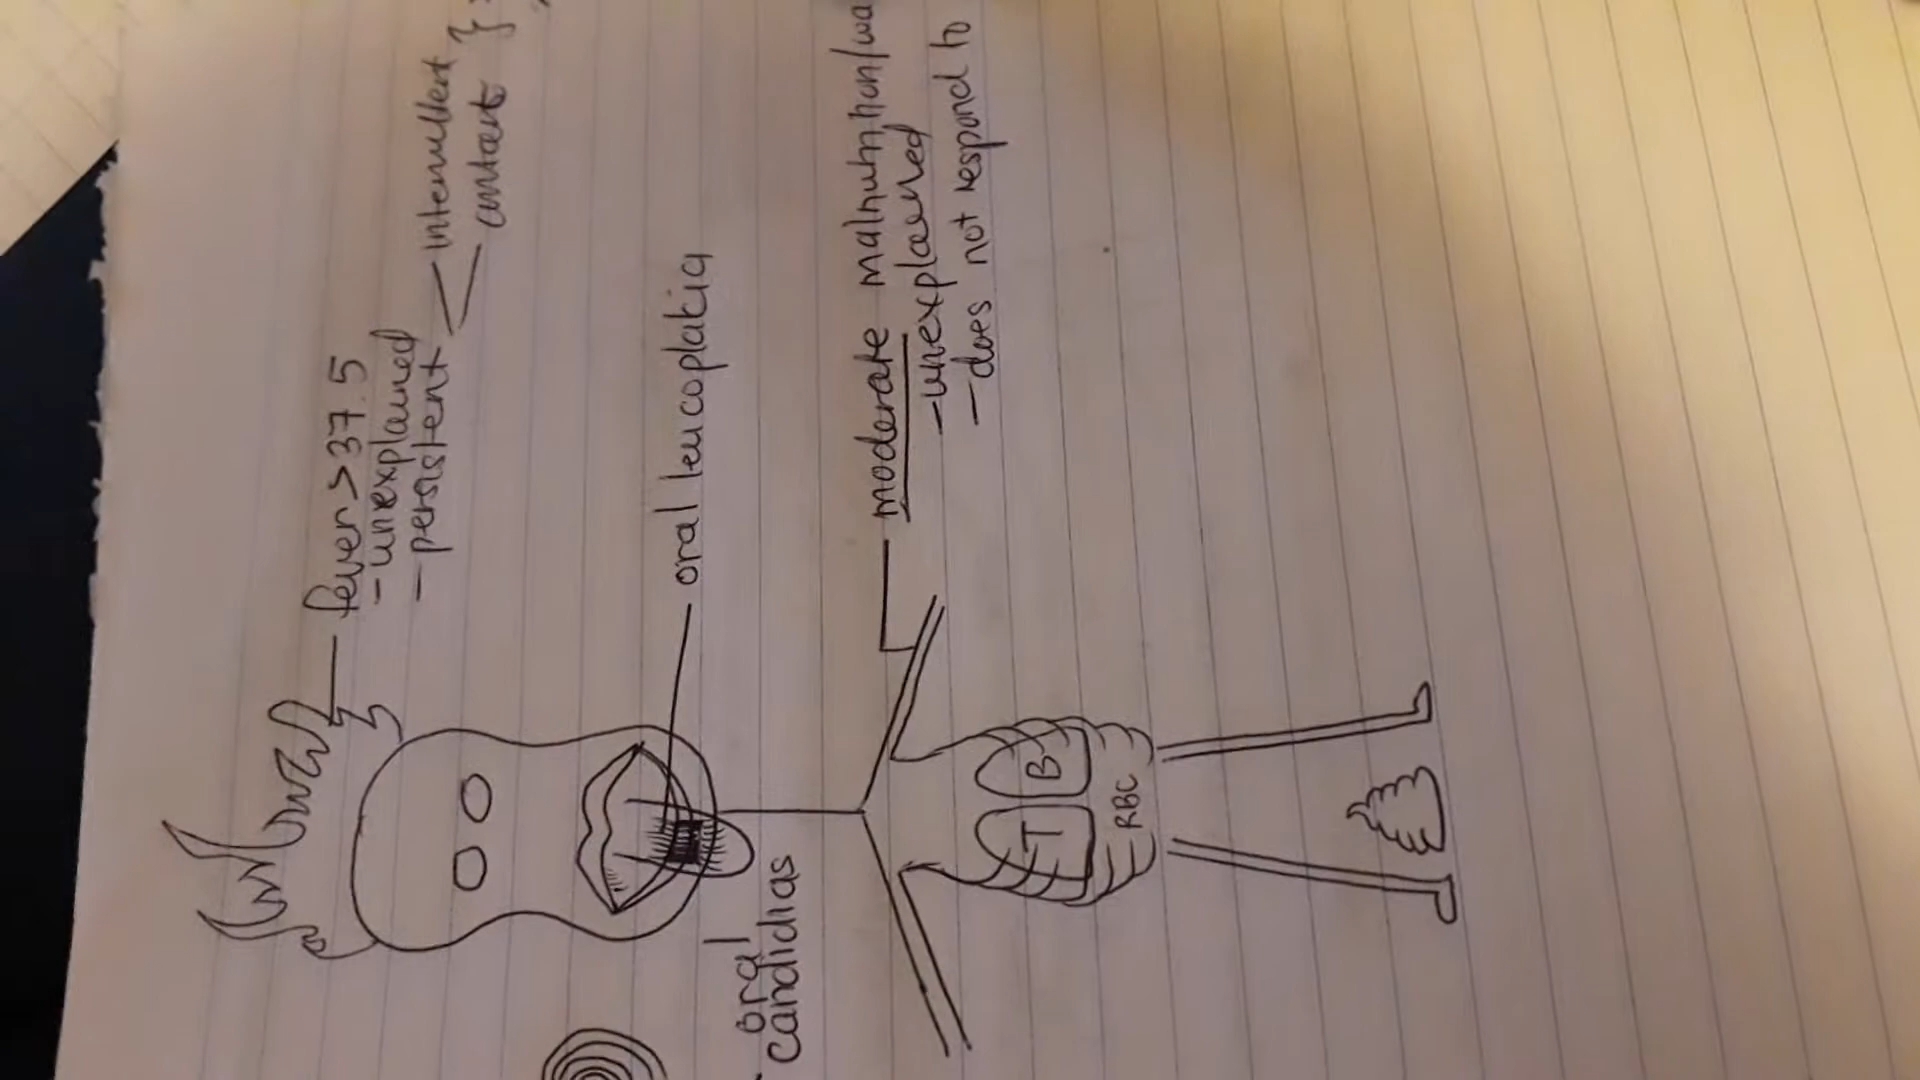 fever > 37.5
- unexplained
- persistent
intermittent
constant }
oral leucoplatia
oral
candidias
moderate malnutrition/wa
- unexplained
- does not respond to
T B
RBC